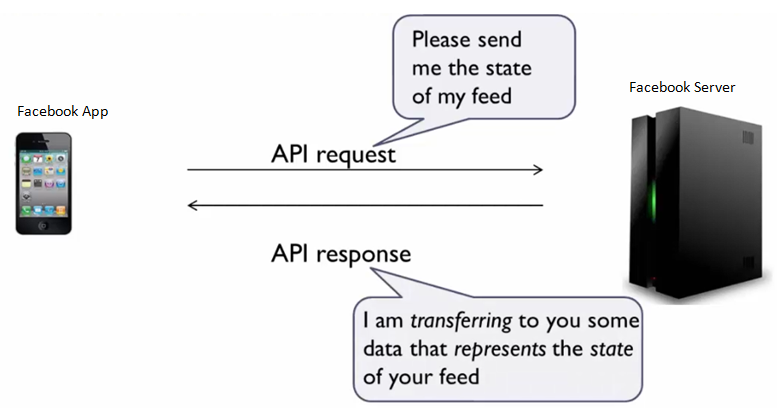 Please send
me the state
of my feed
Facebook Server
Facebook App
API request
API response
I am transferring to you some
data that represents the state
of your feed